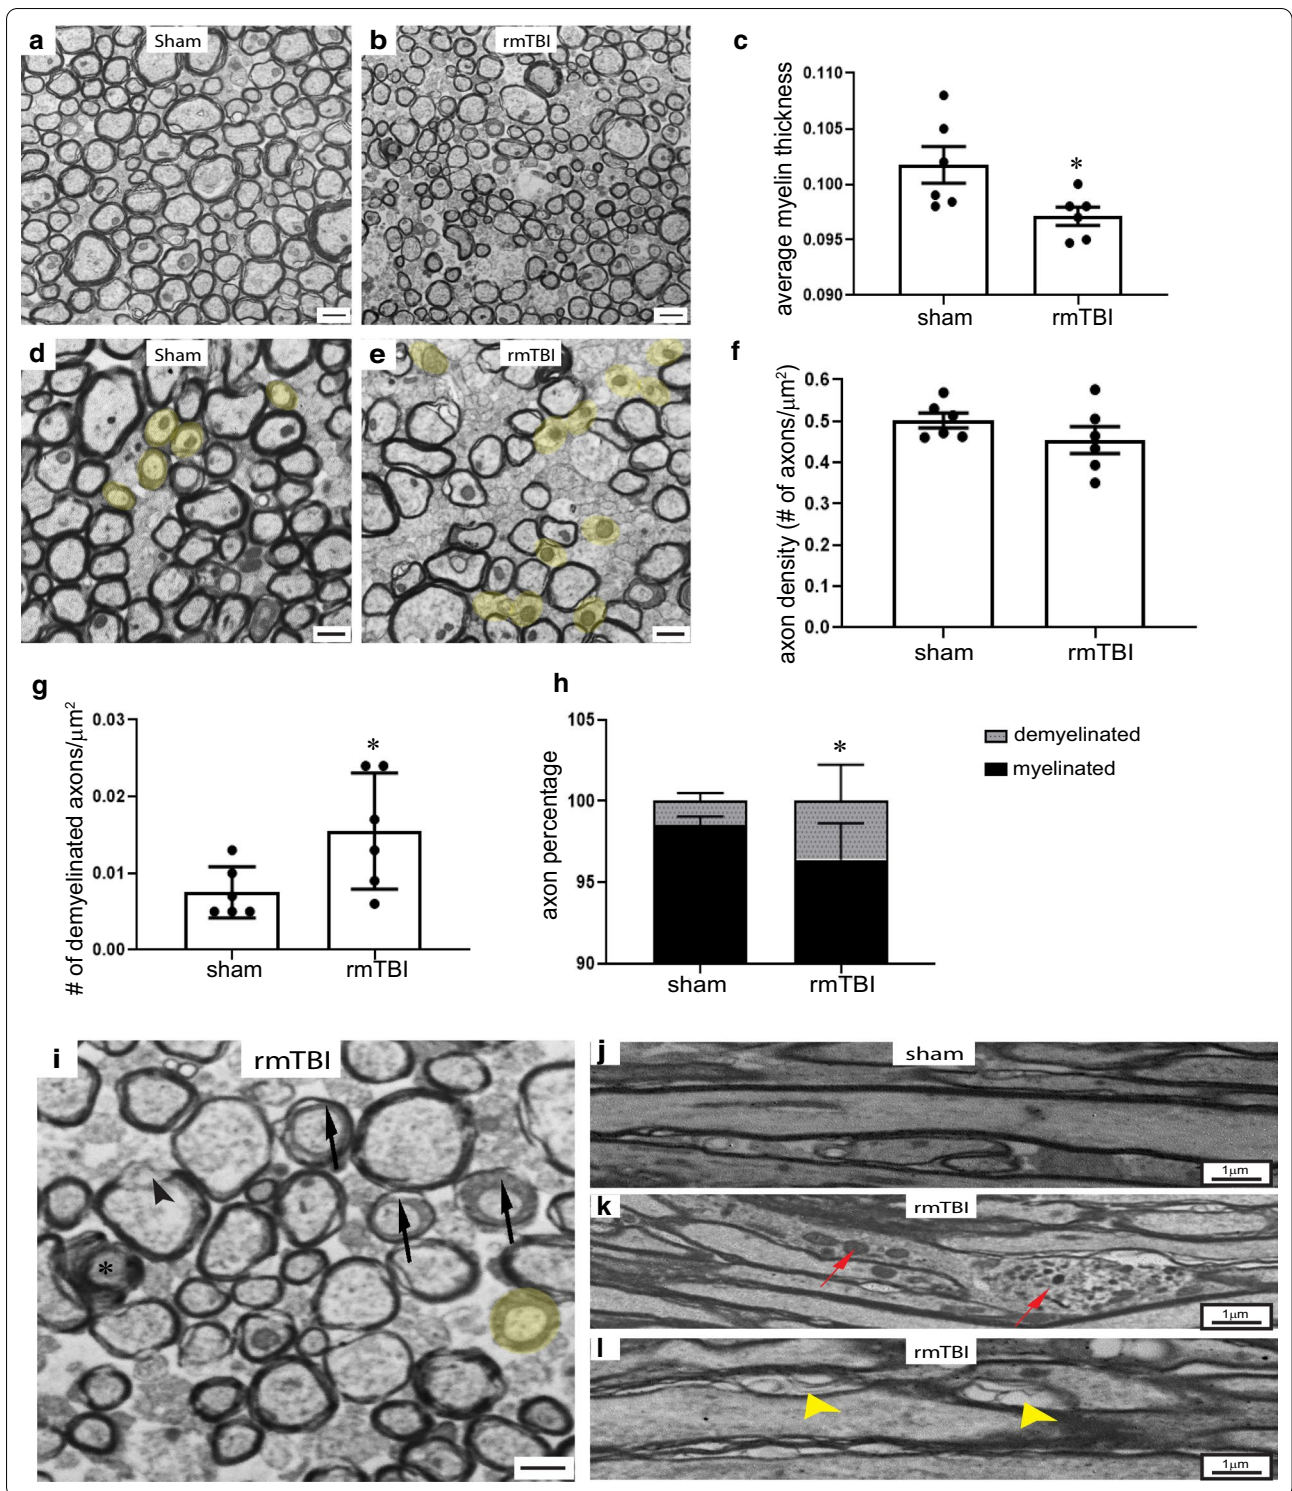 a
Sham
b
rmTBI
c
average myelin thickness
0.110
0.105
0.100
0.095
0.090
*
sham
rmTBI
d
Sham
e
rmTBI
f
axon density (# of axons/μm²)
0.6
0.5
0.4
0.3
0.2
0.1
0.0
sham
rmTBI
g
# of demyelinated axons/μm²
0.03
0.02
0.01
0.00
*
sham
rmTBI
h
axon percentage
105
100
95
90
*
sham
rmTBI
demyelinated
myelinated
i
rmTBI
*
j
sham
1μm
k
rmTBI
1μm
l
rmTBI
1μm